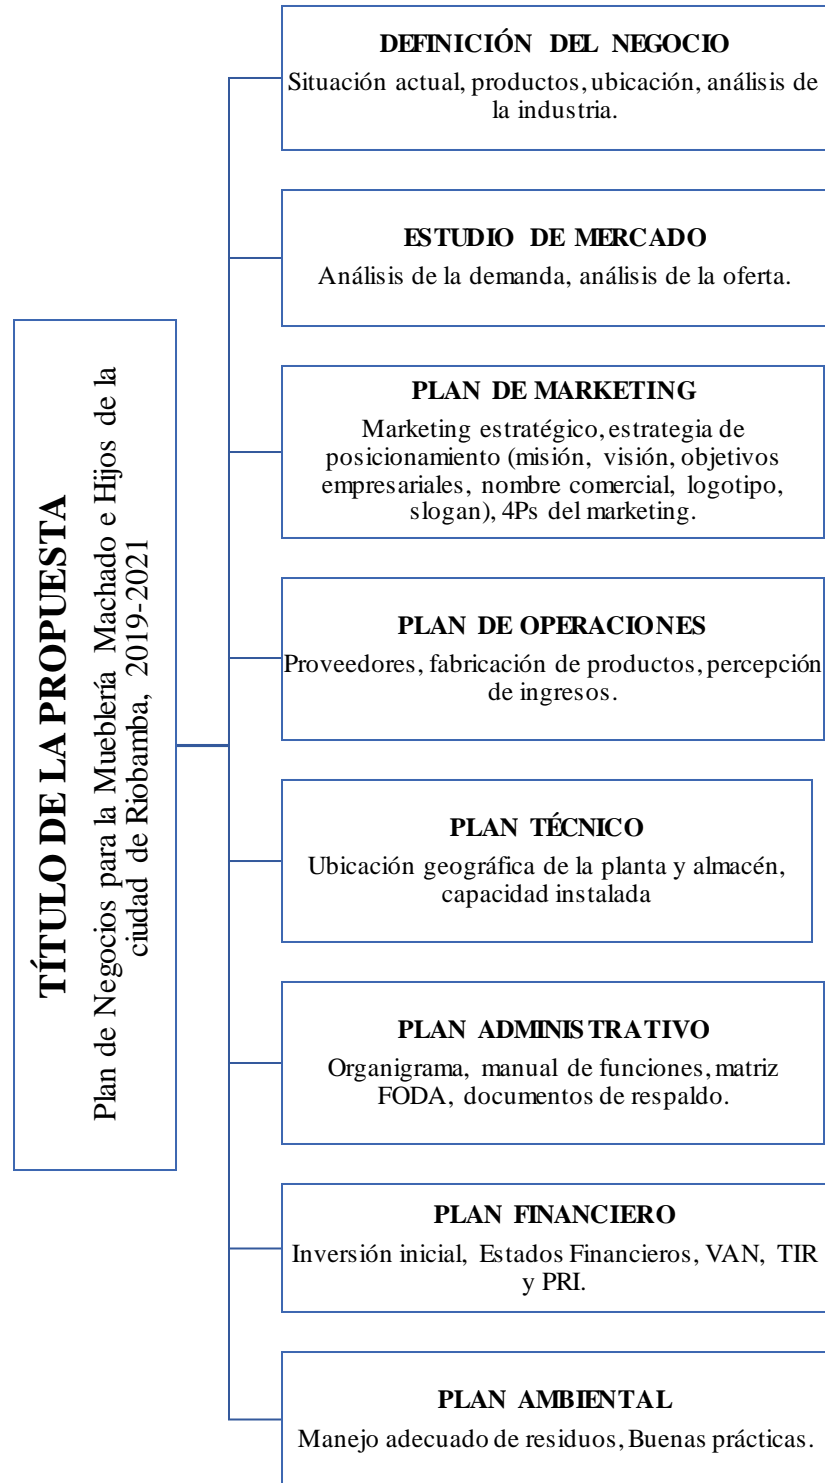 TÍTULO DE LA PROPUESTA
Plan de Negocios para la Mueblería Machado e Hijos de la
ciudad de Riobamba, 2019-2021
DEFINICIÓN DEL NEGOCIO
Situación actual, productos, ubicación, análisis de
la industria.
ESTUDIO DE MERCADO
Análisis de la demanda, análisis de la oferta.
PLAN DE MARKETING
Marketing estratégico, estrategia de
posicionamiento (misión, visión, objetivos
empresariales, nombre comercial, logotipo,
slogan), 4Ps del marketing.
PLAN DE OPERACIONES
Proveedores, fabricación de productos, percepción
de ingresos.
PLAN TÉCNICO
Ubicación geográfica de la planta y almacén,
capacidad instalada
PLAN ADMINISTRATIVO
Organigrama, manual de funciones, matriz
FODA, documentos de respaldo.
PLAN FINANCIERO
Inversión inicial, Estados Financieros, VAN, TIR
y PRI.
PLAN AMBIENTAL
Manejo adecuado de residuos, Buenas prácticas.